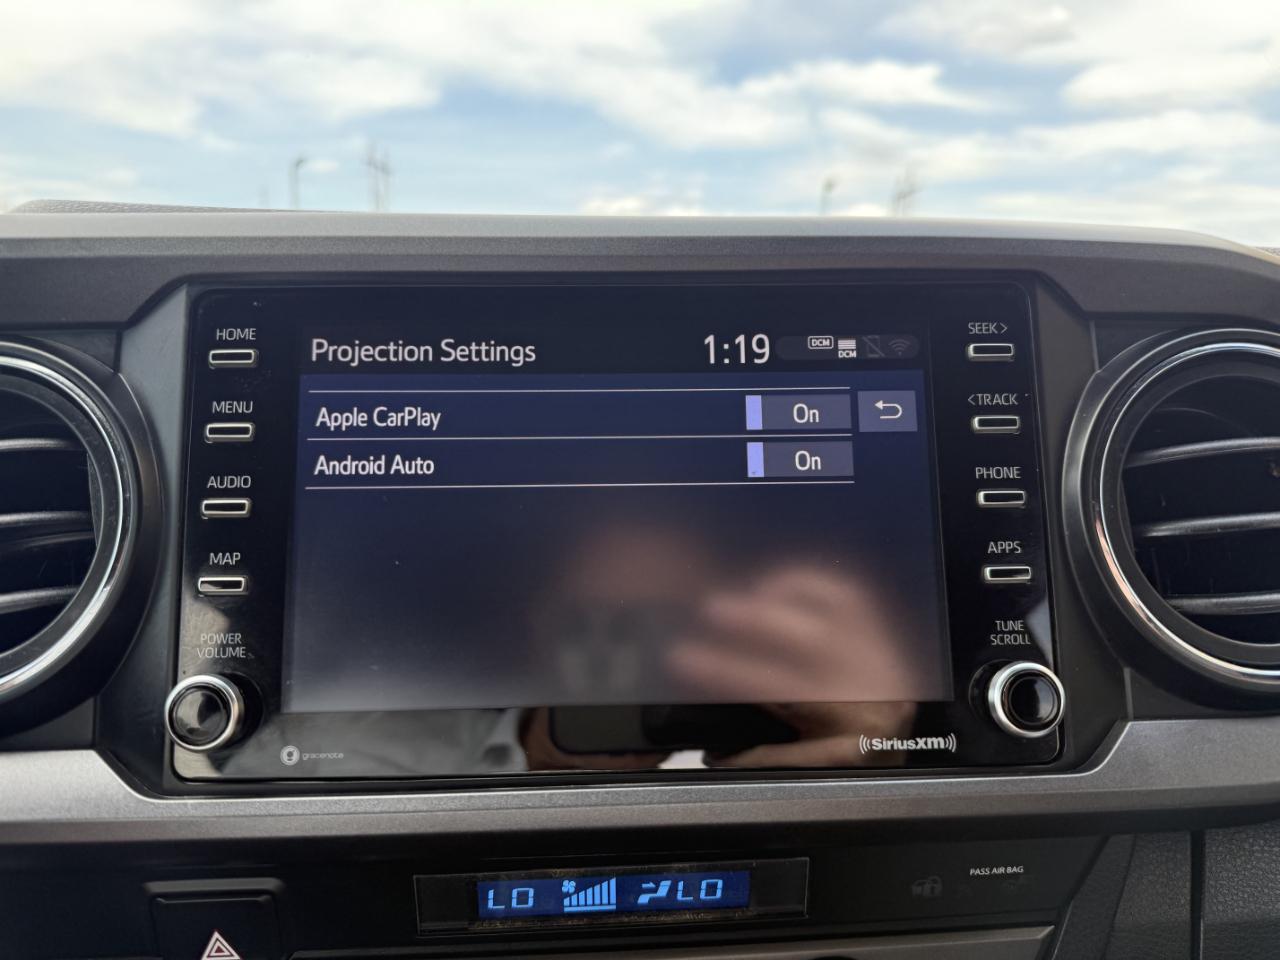 HOME
MENU
AUDIO
MAP
POWER
VOLUME
Projection Settings
1:19
DCM
DCM
Apple CarPlay
On
Android Auto
On
SEEK >
< TRACK
PHONE
APPS
TUNE
SCROLL
gracenote
((SiriusXM))
LO
LO
PASS AIR BAG